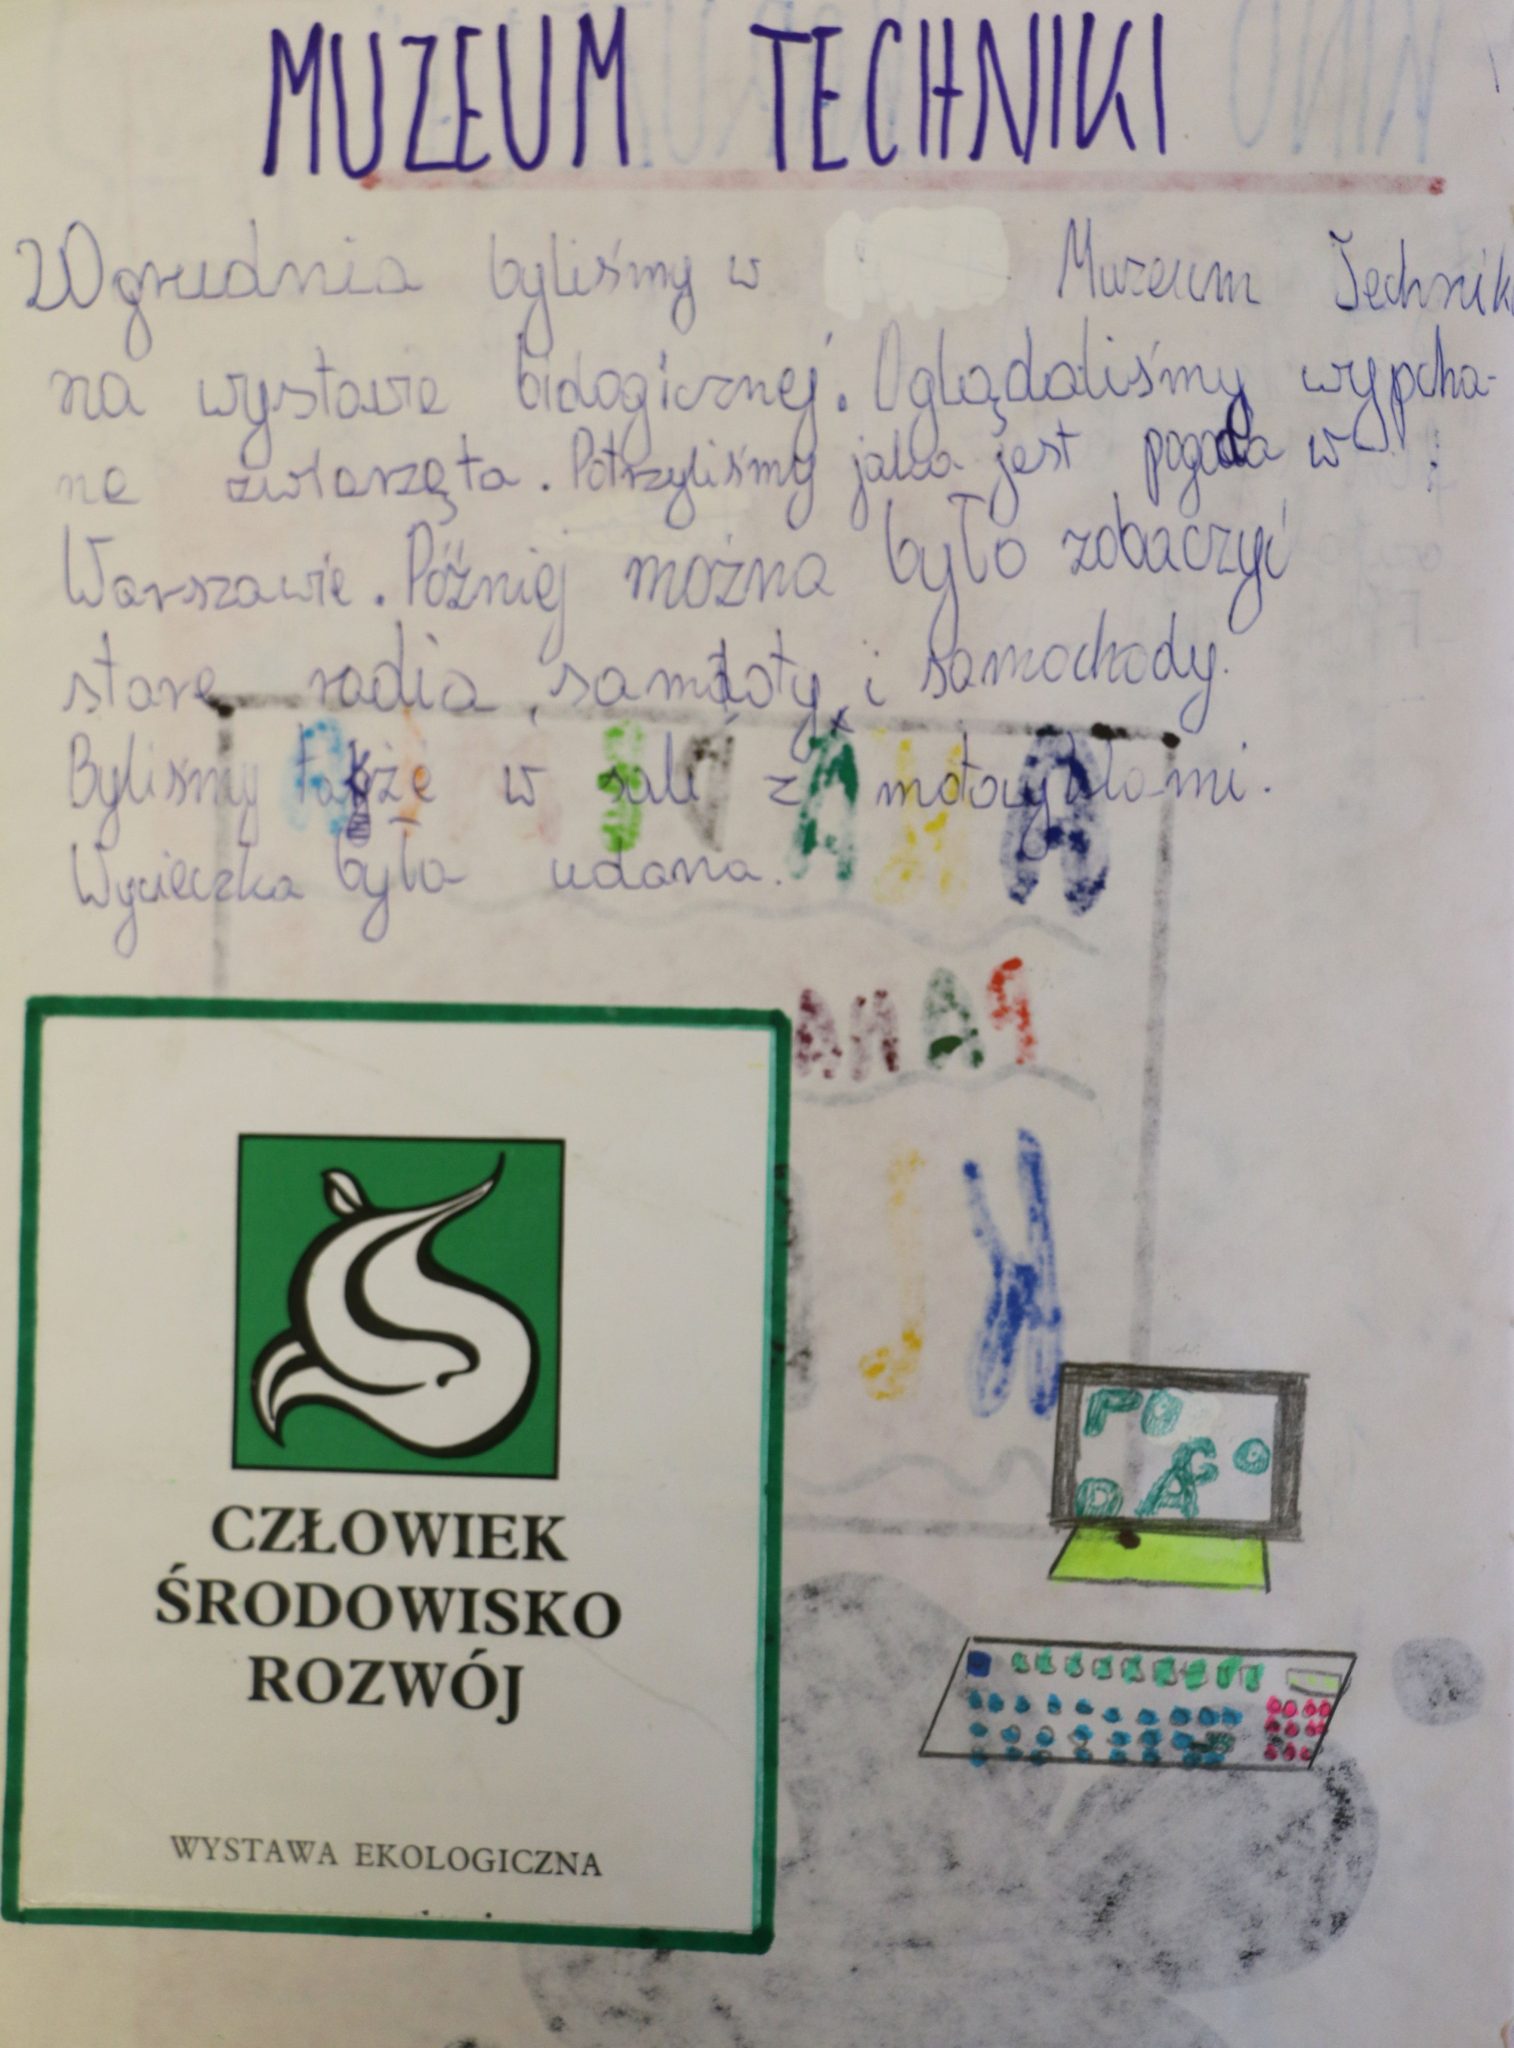 MUZEUM TECHNIKI
20 grudnia byliśmy w Muzeum Techniki
na wystawie biologicznej. Oglądaliśmy wypcha-
ne zwiarzęta. Patrzyliśmy jaka jest pogoda w
Warszawie. Później można było zobaczyć
stare radia, samoloty i samochody.
Byliśmy także w sali z motocyklami.
Wycieczka była udana.
CZŁOWIEK
ŚRODOWISKO
ROZWÓJ
WYSTAWA EKOLOGICZNA